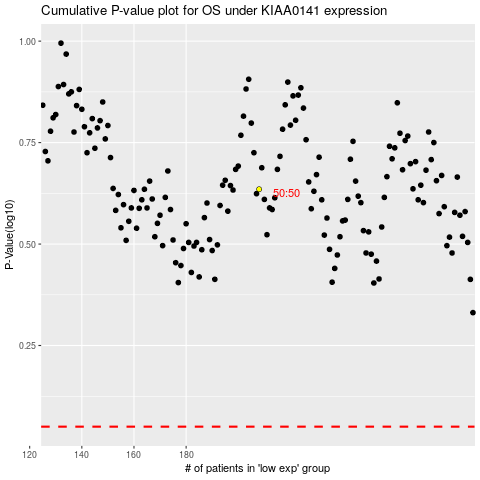 Cumulative P-value plot for OS under KIAA0141 expression
P-Value(log10)
1.00
0.75
0.50
0.25
50:50
120 140 160 180
# of patients in 'low exp' group